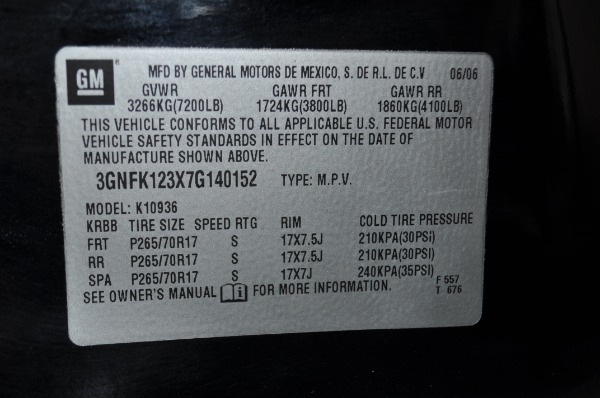 GM MFD BY GENERAL MOTORS DE MEXICO, S. DE R.L. DE C.V 06/06
GVWR GAWR FRT GAWR RR
3266KG(7200LB) 1724KG(3800LB) 1860KG(4100LB)
THIS VEHICLE CONFORMS TO ALL APPLICABLE U.S. FEDERAL MOTOR
VEHICLE SAFETY STANDARDS IN EFFECT ON THE DATE OF
MANUFACTURE SHOWN ABOVE.
3GNFK123X7G140152 TYPE: M.P.V.
MODEL: K10936
KRBB TIRE SIZE SPEED RTG RIM COLD TIRE PRESSURE
FRT P265/70R17 S 17X7.5J 210KPA(30PSI)
RR P265/70R17 S 17X7.5J 210KPA(30PSI)
SPA P265/70R17 S 17X7J 240KPA(35PSI)
SEE OWNER'S MANUAL i FOR MORE INFORMATION.
F 557
T 676